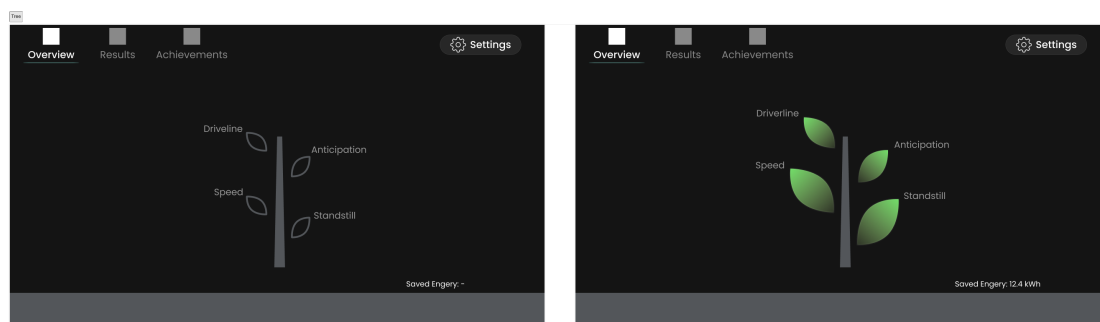 Tree
Overview
Results
Achievements
Settings
Driveline
Anticipation
Speed
Standstill
Saved Engery: -
Overview
Results
Achievements
Settings
Driverline
Anticipation
Speed
Standstill
Saved Engery: 12.4 kWh